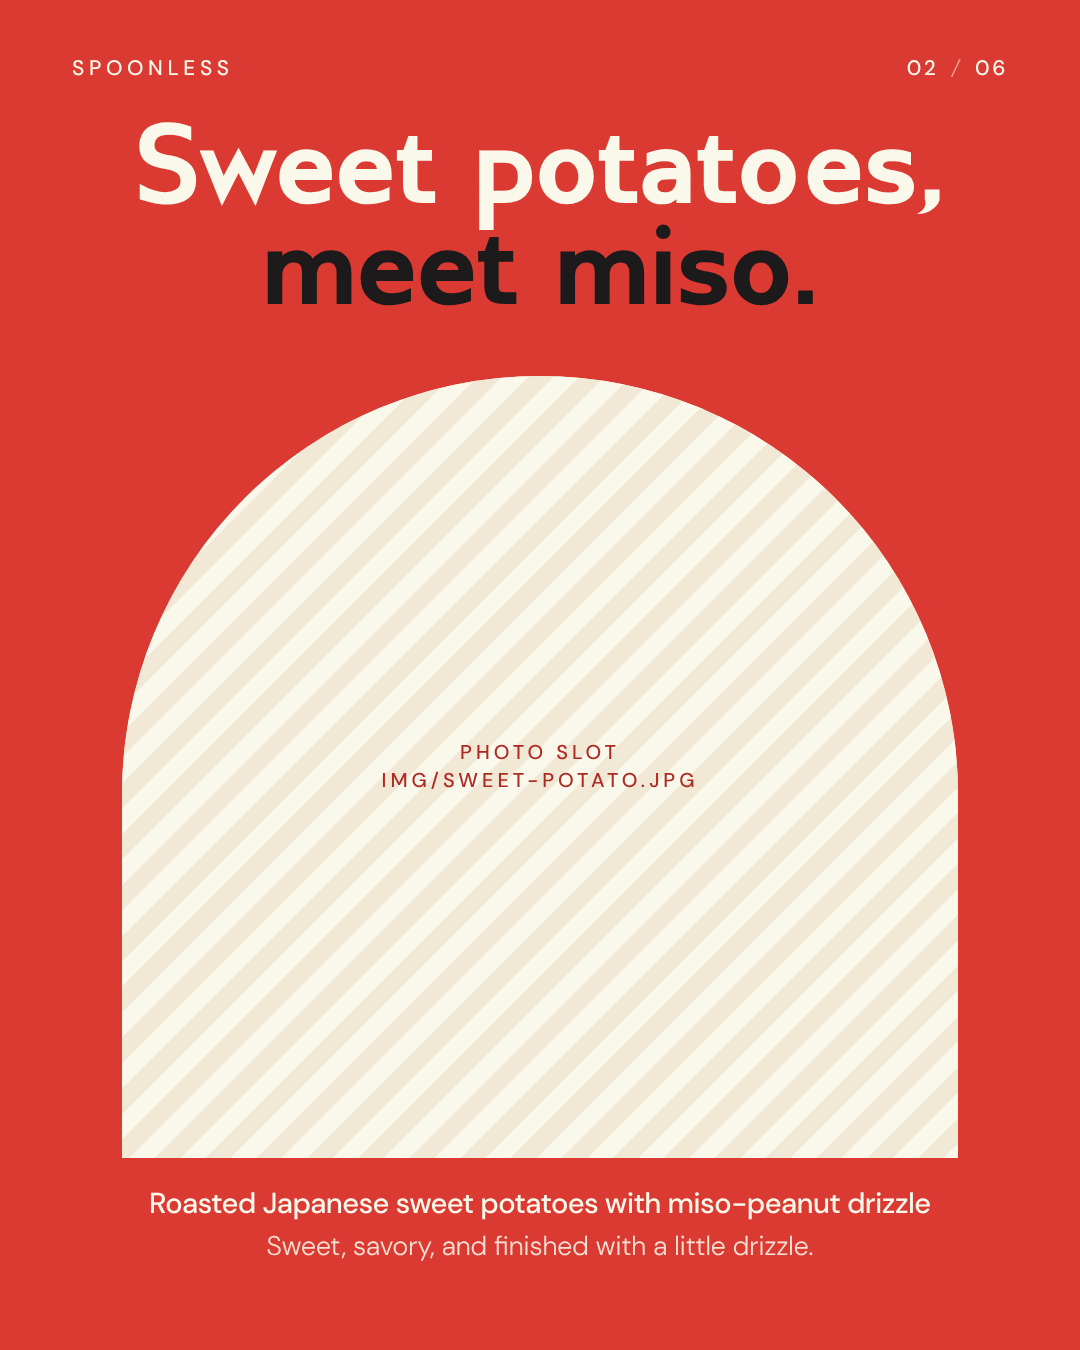 SPOONLESS
02 / 06
Sweet potatoes,
meet miso.
PHOTO SLOT
IMG/SWEET-POTATO.JPG
Roasted Japanese sweet potatoes with miso-peanut drizzle
Sweet, savory, and finished with a little drizzle.